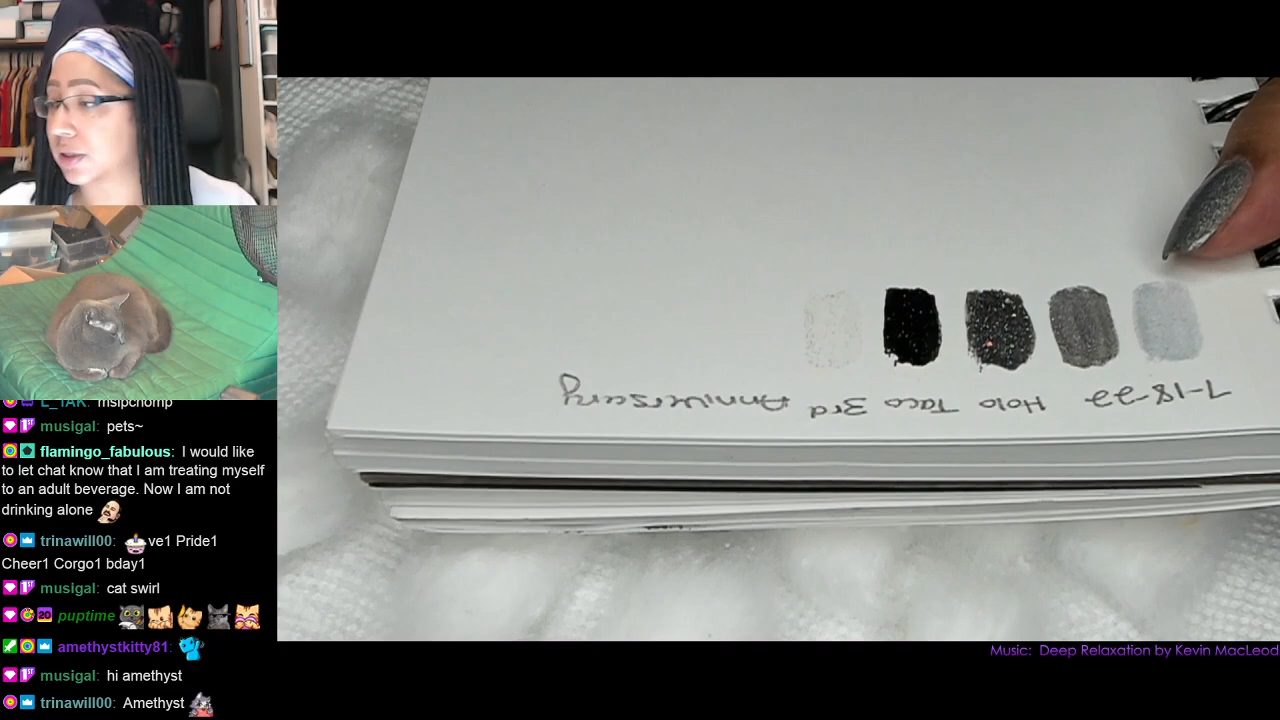 L_TAR: msipchomp
musigal: pets~
flamingo_fabulous: I would like
to let chat know that I am treating myself
to an adult beverage. Now I am not
drinking alone
trinawill00: ve1 Pride1
Cheer1 Corgo1 bday1
musigal: cat swirl
puptime
amethystkitty81:
musigal: hi amethyst
trinawill00: Amethyst
7-18-22 Holo Taco 3rd Anniversary
Music: Deep Relaxation by Kevin MacLeod